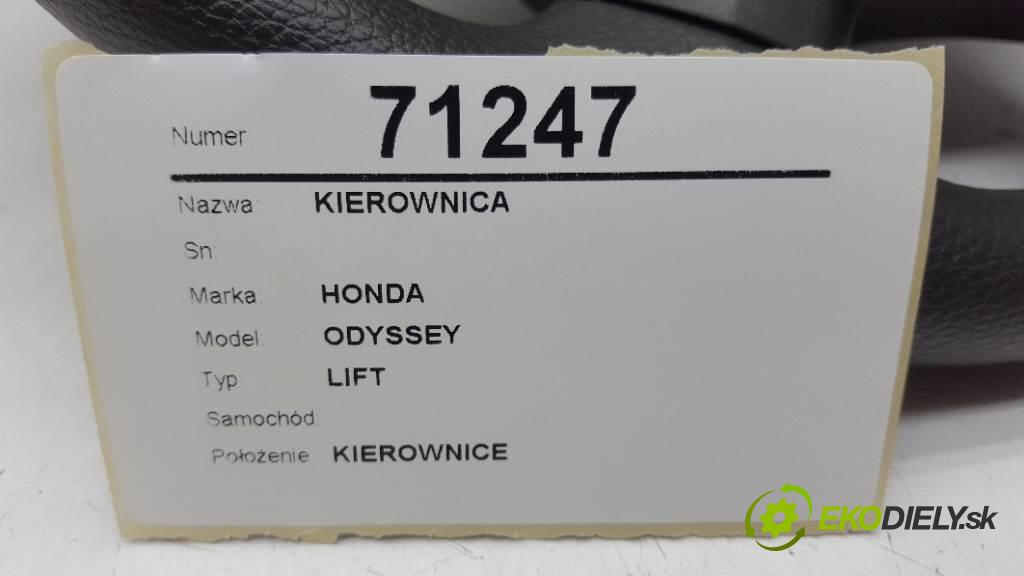 Numer: 71247
Nazwa: KIEROWNICA
Sn:
Marka: HONDA
Model: ODYSSEY
Typ: LIFT
Samochód:
Położenie: KIEROWNICE
EKODIELY.sk